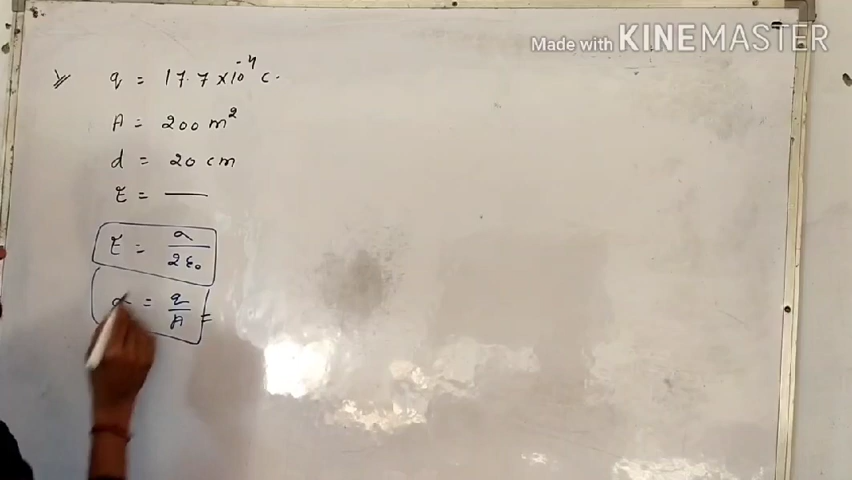 Made with KINEMASTER
q = 17.7 x 10⁻⁴ C.
A = 200 m²
d = 20 cm
E = —
E = σ / 2ε₀
σ = q / A =